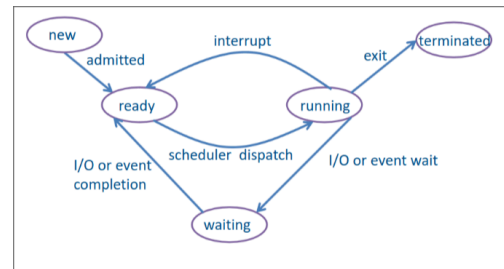 new
interrupt
terminated
admitted
exit
ready
running
scheduler dispatch
I/O or event
completion
I/O or event wait
waiting